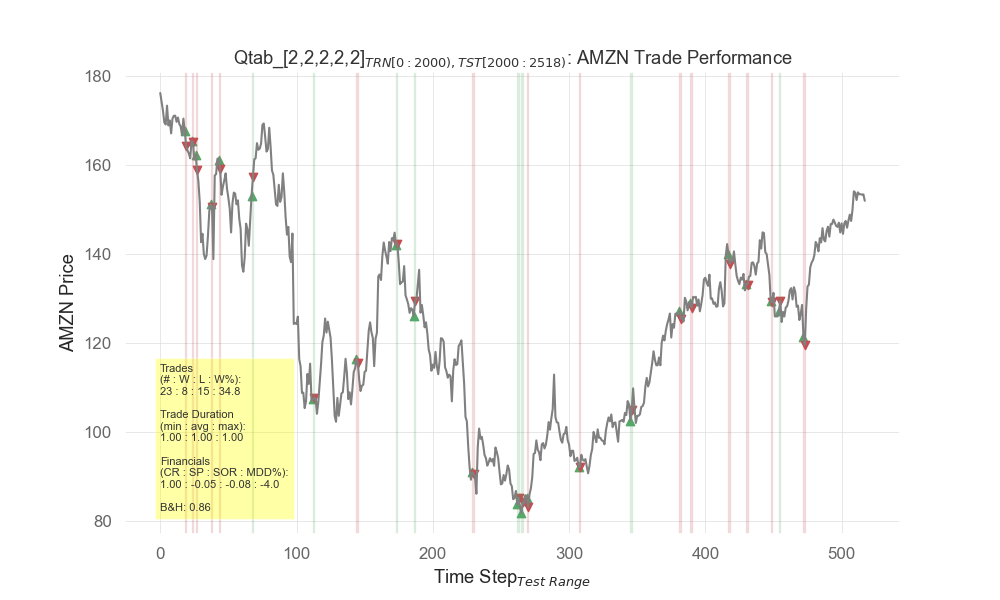 Qtab_[2,2,2,2,2]TRN[0 : 2000), TST[2000 : 2518) : AMZN Trade Performance
180
160
140
120
100
80
AMZN Price
Trades
(# : W : L : W%):
23 : 8 : 15 : 34.8
Trade Duration
(min : avg : max):
1.00 : 1.00 : 1.00
Financials
(CR : SP : SOR : MDD%):
1.00 : -0.05 : -0.08 : -4.0
B&H: 0.86
0 100 200 300 400 500
Time Step Test Range